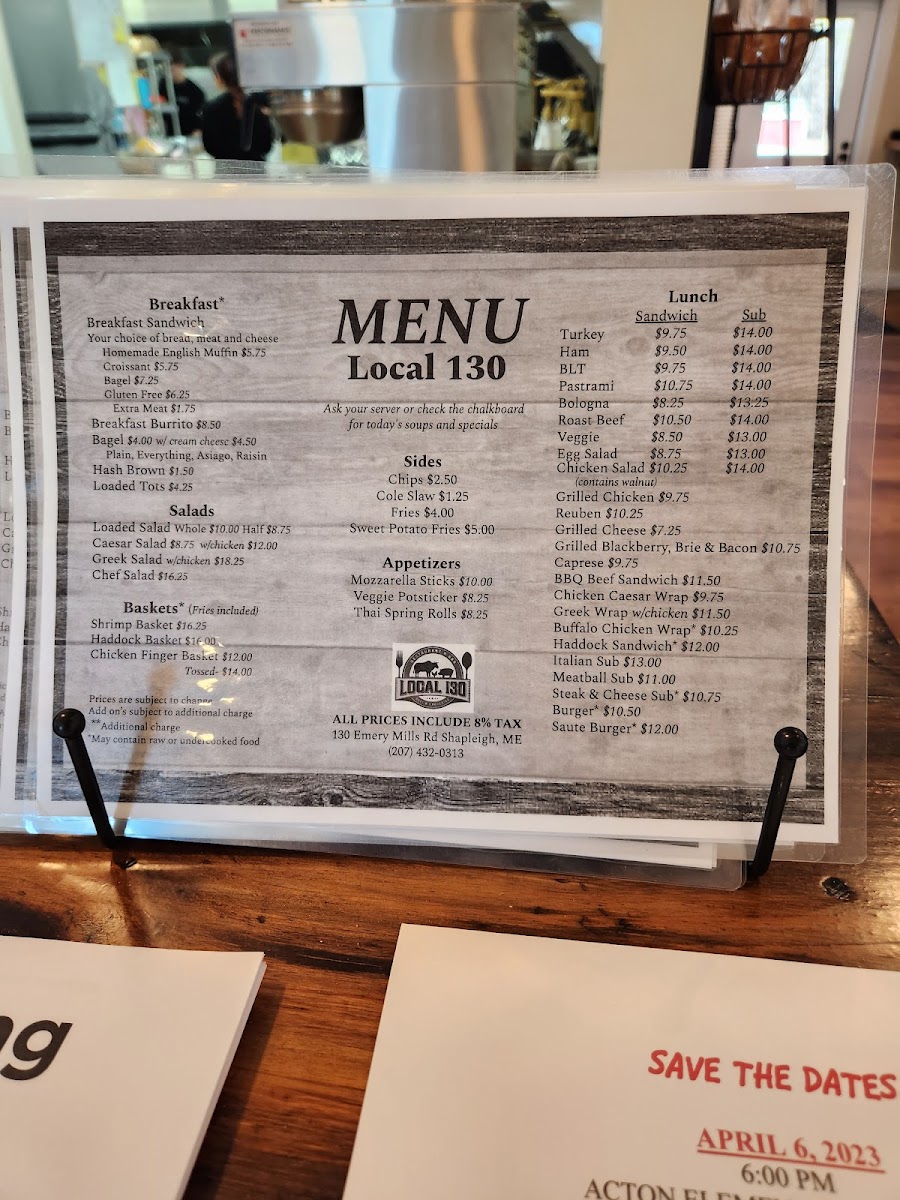 Breakfast*
Breakfast Sandwich
Your choice of bread, meat and cheese
Homemade English Muffin $5.75
Croissant $5.75
Bagel $7.25
Gluten Free $6.25
Extra Meat $1.75
Breakfast Burrito $8.50
Bagel $4.00 w/ cream cheese $4.50
Plain, Everything, Asiago, Raisin
Hash Brown $1.50
Loaded Tots $4.25
Salads
Loaded Salad Whole $10.00 Half $8.75
Caesar Salad $8.75 w/chicken $12.00
Greek Salad w/chicken $18.25
Chef Salad $16.25
Baskets* (Fries included)
Shrimp Basket $16.25
Haddock Basket $16.00
Chicken Finger Basket $12.00
Tossed- $14.00
Prices are subject to change
Add on's subject to additional charge
**Additional charge
*May contain raw or undercooked food
MENU
Local 130
Ask your server or check the chalkboard
for today's soups and specials
Sides
Chips $2.50
Cole Slaw $1.25
Fries $4.00
Sweet Potato Fries $5.00
Appetizers
Mozzarella Sticks $10.00
Veggie Potsticker $8.25
Thai Spring Rolls $8.25
LOCAL 130
ALL PRICES INCLUDE 8% TAX
130 Emery Mills Rd Shapleigh, ME
(207) 432-0313
Lunch
Sandwich Sub
Turkey $9.75 $14.00
Ham $9.50 $14.00
BLT $9.75 $14.00
Pastrami $10.75 $14.00
Bologna $8.25 $13.25
Roast Beef $10.50 $14.00
Veggie $8.50 $13.00
Egg Salad $8.75 $13.00
Chicken Salad $10.25 $14.00
(contains walnut)
Grilled Chicken $9.75
Reuben $10.25
Grilled Cheese $7.25
Grilled Blackberry, Brie & Bacon $10.75
Caprese $9.75
BBQ Beef Sandwich $11.50
Chicken Caesar Wrap $9.75
Greek Wrap w/chicken $11.50
Buffalo Chicken Wrap* $10.25
Haddock Sandwich* $12.00
Italian Sub $13.00
Meatball Sub $11.00
Steak & Cheese Sub* $10.75
Burger* $10.50
Saute Burger* $12.00
ng
SAVE THE DATES
APRIL 6, 2023
6:00 PM
ACTON